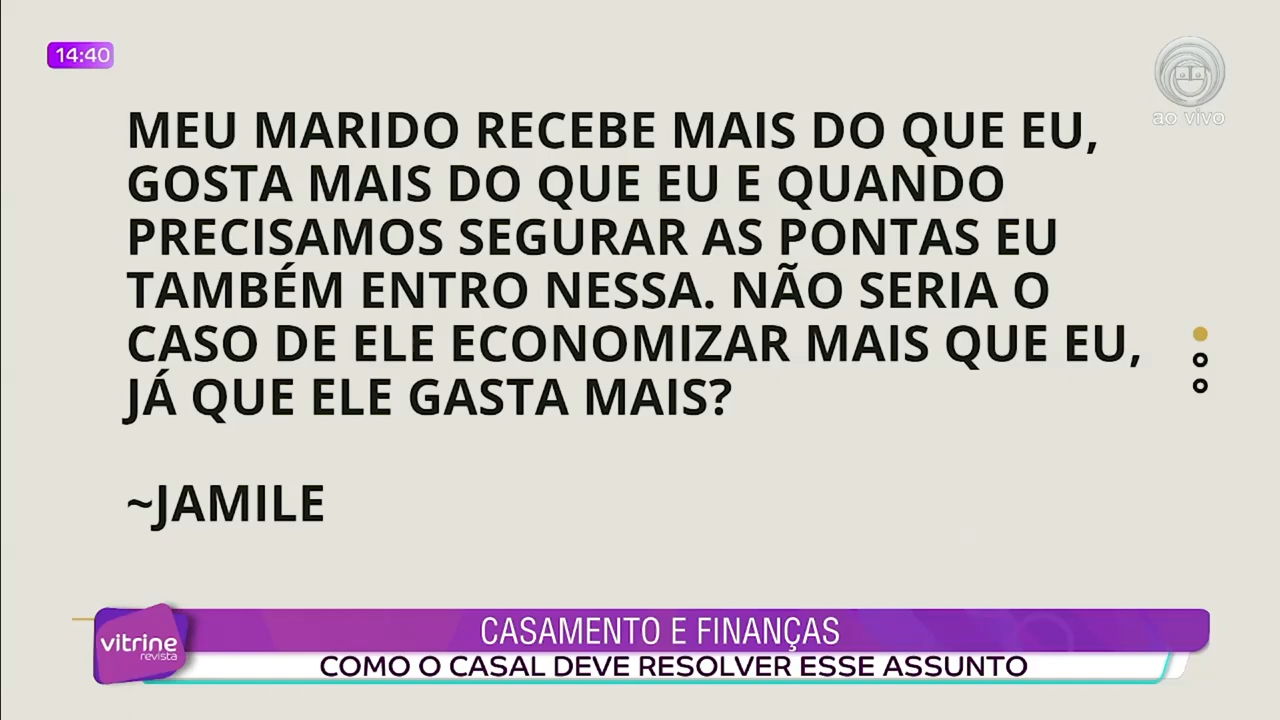 14:40
ao vivo
MEU MARIDO RECEBE MAIS DO QUE EU,
GOSTA MAIS DO QUE EU E QUANDO
PRECISAMOS SEGURAR AS PONTAS EU
TAMBÉM ENTRO NESSA. NÃO SERIA O
CASO DE ELE ECONOMIZAR MAIS QUE EU,
JÁ QUE ELE GASTA MAIS?
~JAMILE
vitrine
revista
CASAMENTO E FINANÇAS
COMO O CASAL DEVE RESOLVER ESSE ASSUNTO